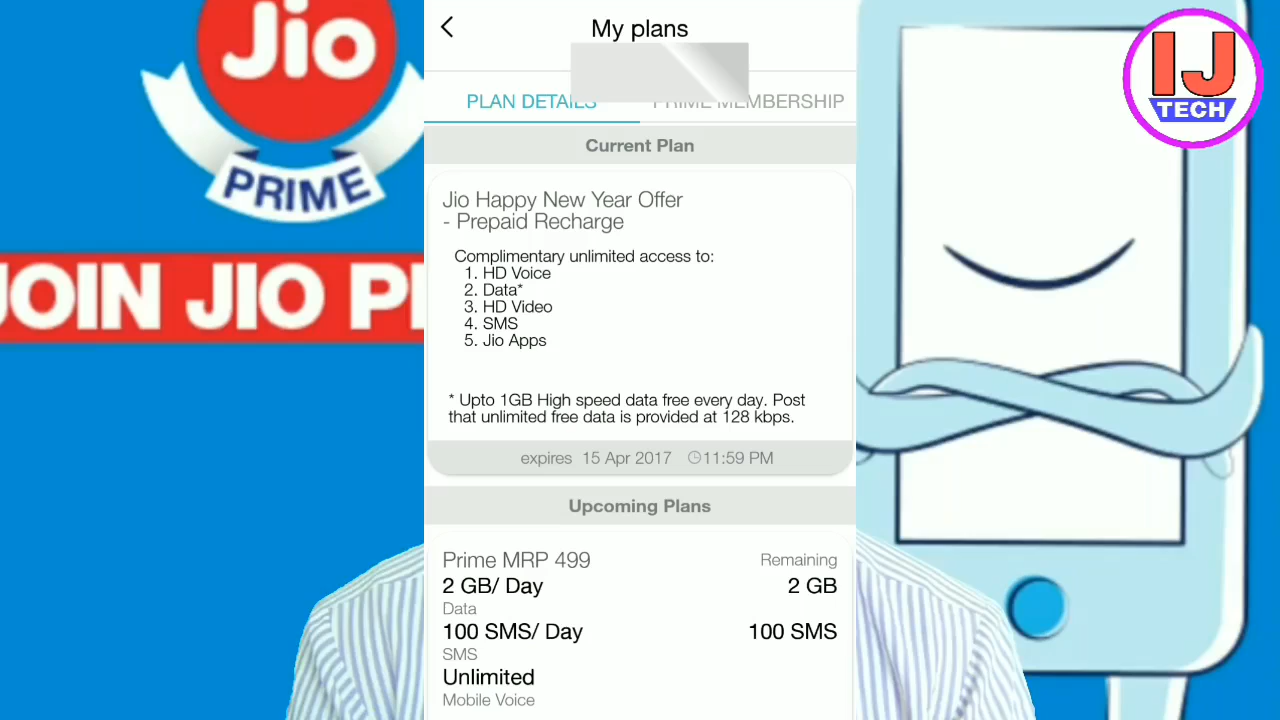 Jio
PRIME
JOIN JIO P
My plans
PLAN DETAILS
PRIME MEMBERSHIP
Current Plan
Jio Happy New Year Offer
- Prepaid Recharge
Complimentary unlimited access to:
1. HD Voice
2. Data*
3. HD Video
4. SMS
5. Jio Apps
* Upto 1GB High speed data free every day. Post
that unlimited free data is provided at 128 kbps.
expires 15 Apr 2017 11:59 PM
Upcoming Plans
Prime MRP 499 Remaining
2 GB/ Day 2 GB
Data
100 SMS/ Day 100 SMS
SMS
Unlimited
Mobile Voice
IJ
TECH